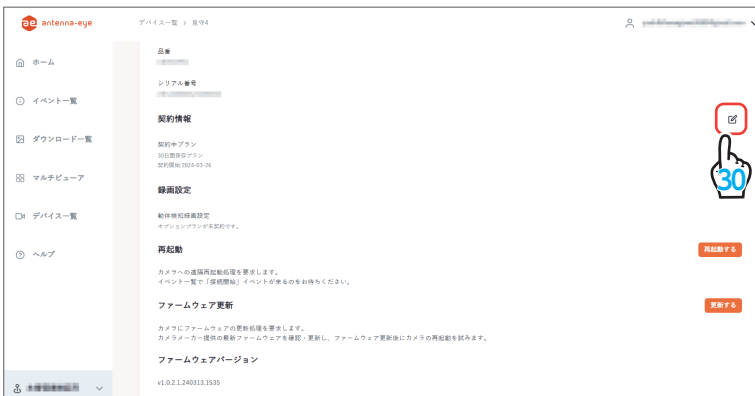 ae antenna-eye
デバイス一覧 > 見守4
ホーム
イベント一覧
ダウンロード一覧
マルチビューア
デバイス一覧
ヘルプ
品番
シリアル番号
契約情報
契約中プラン
30日間保存プラン
契約開始:2024-03-26
30
録画設定
動体検知録画設定
オプションプランが未契約です。
再起動
再起動する
カメラへの遠隔再起動処理を要求します。
イベント一覧で「接続開始」イベントが来るのをお待ちください。
ファームウェア更新
更新する
カメラにファームウェアの更新処理を要求します。
カメラメーカー提供の最新ファームウェアを確認・更新し、ファームウェア更新後にカメラの再起動を試みます。
ファームウェアバージョン
v1.0.2.1.240313.1535